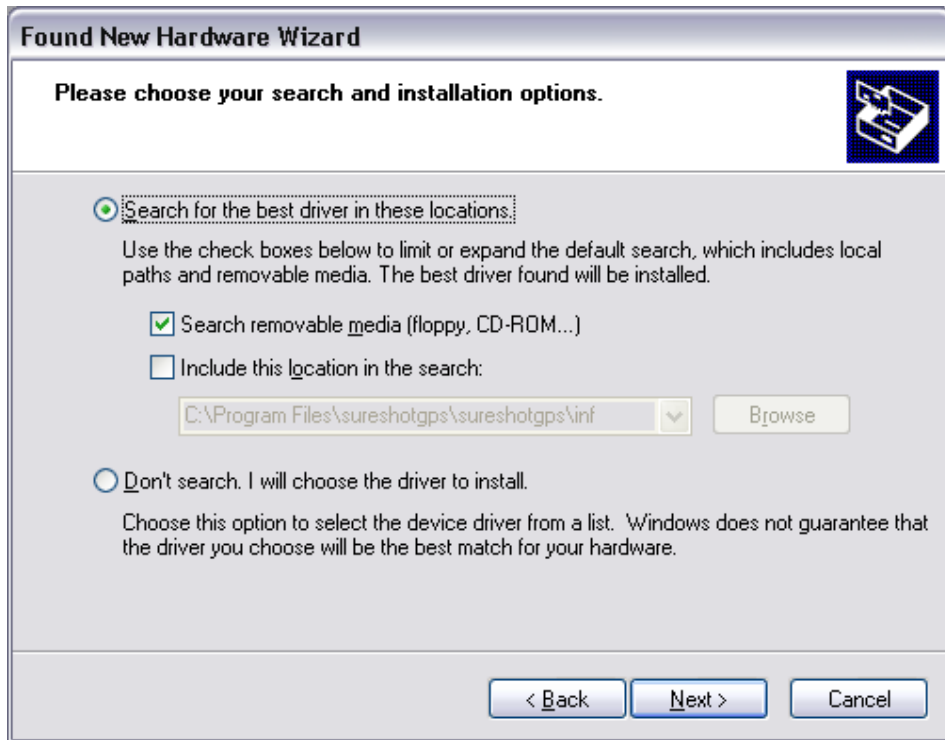 Found New Hardware Wizard
Please choose your search and installation options.
Search for the best driver in these locations.
Use the check boxes below to limit or expand the default search, which includes local
paths and removable media. The best driver found will be installed.
Search removable media (floppy, CD-ROM...)
Include this location in the search:
C:\Program Files\sureshotgps\sureshotgps\inf
Browse
Don't search. I will choose the driver to install.
Choose this option to select the device driver from a list.  Windows does not guarantee that
the driver you choose will be the best match for your hardware.
< Back
Next >
Cancel